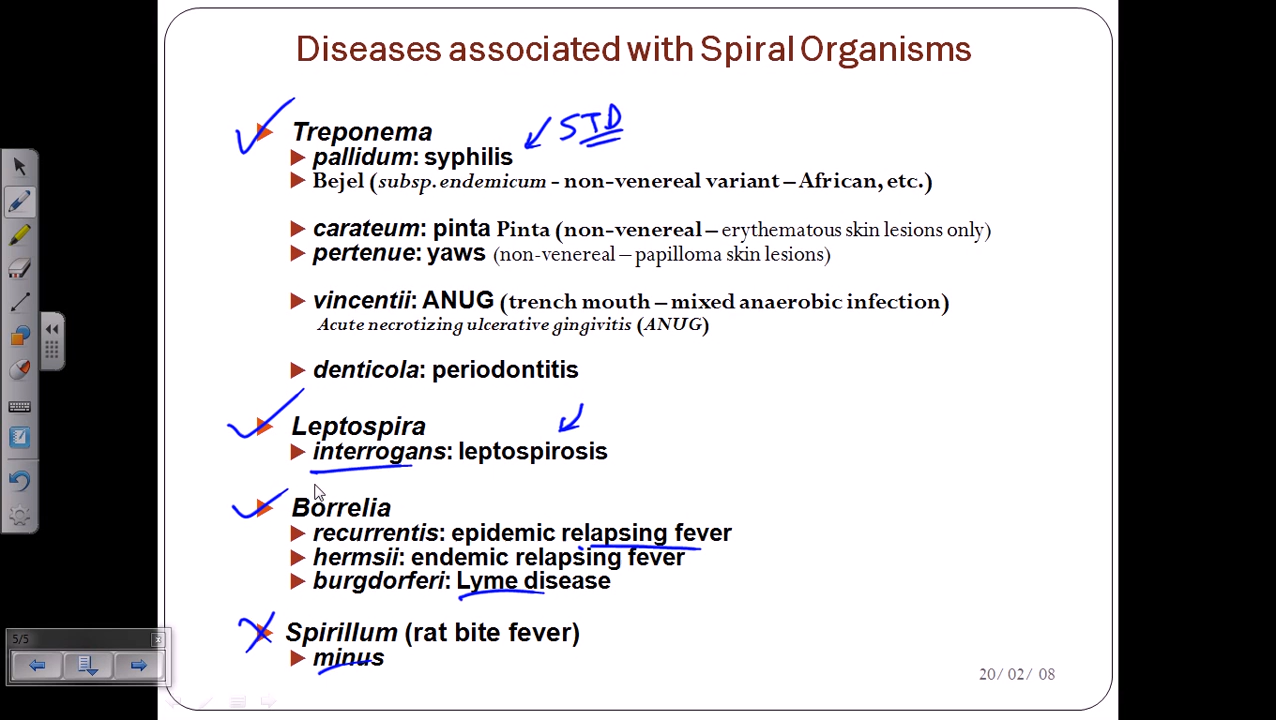 Diseases associated with Spiral Organisms
STD
Treponema
pallidum: syphilis
Bejel (subsp. endemicum - non-venereal variant – African, etc.)
carateum: pinta Pinta (non-venereal – erythematous skin lesions only)
pertenue: yaws (non-venereal – papilloma skin lesions)
vincentii: ANUG (trench mouth – mixed anaerobic infection)
Acute necrotizing ulcerative gingivitis (ANUG)
denticola: periodontitis
Leptospira
interrogans: leptospirosis
Borrelia
recurrentis: epidemic relapsing fever
hermsii: endemic relapsing fever
burgdorferi: Lyme disease
Spirillum (rat bite fever)
minus
5/5
20/ 02/ 08